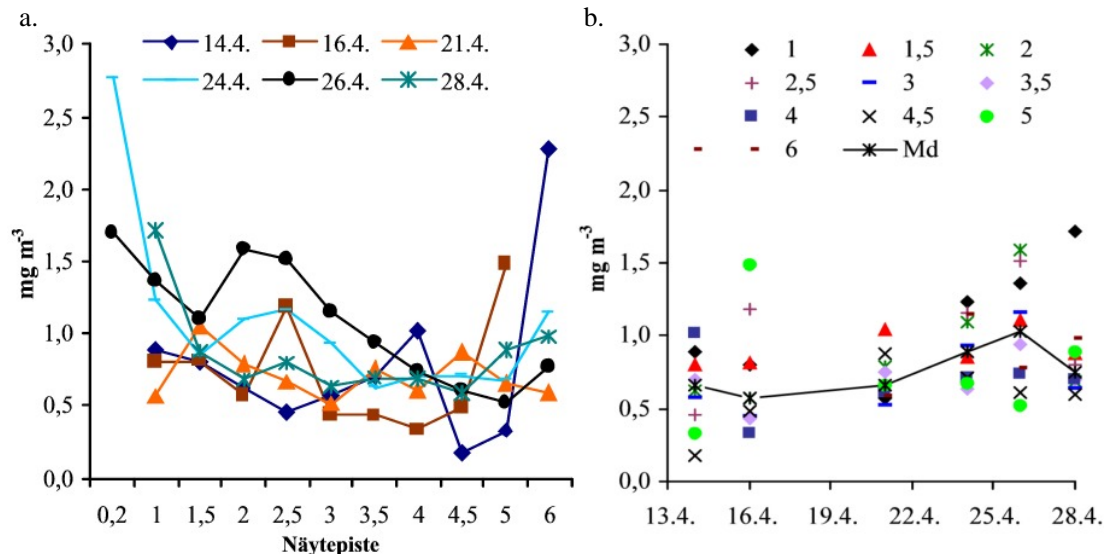 a.
3,0
2,5
2,0
1,5
1,0
0,5
0,0
mg m-3
14.4. 16.4. 21.4.
24.4. 26.4. 28.4.
0,2 1 1,5 2 2,5 3 3,5 4 4,5 5 6
Näytepiste
b.
3,0
2,5
2,0
1,5
1,0
0,5
0,0
mg m-3
1 1,5 2
2,5 3 3,5
4 4,5 5
6 Md
13.4. 16.4. 19.4. 22.4. 25.4. 28.4.